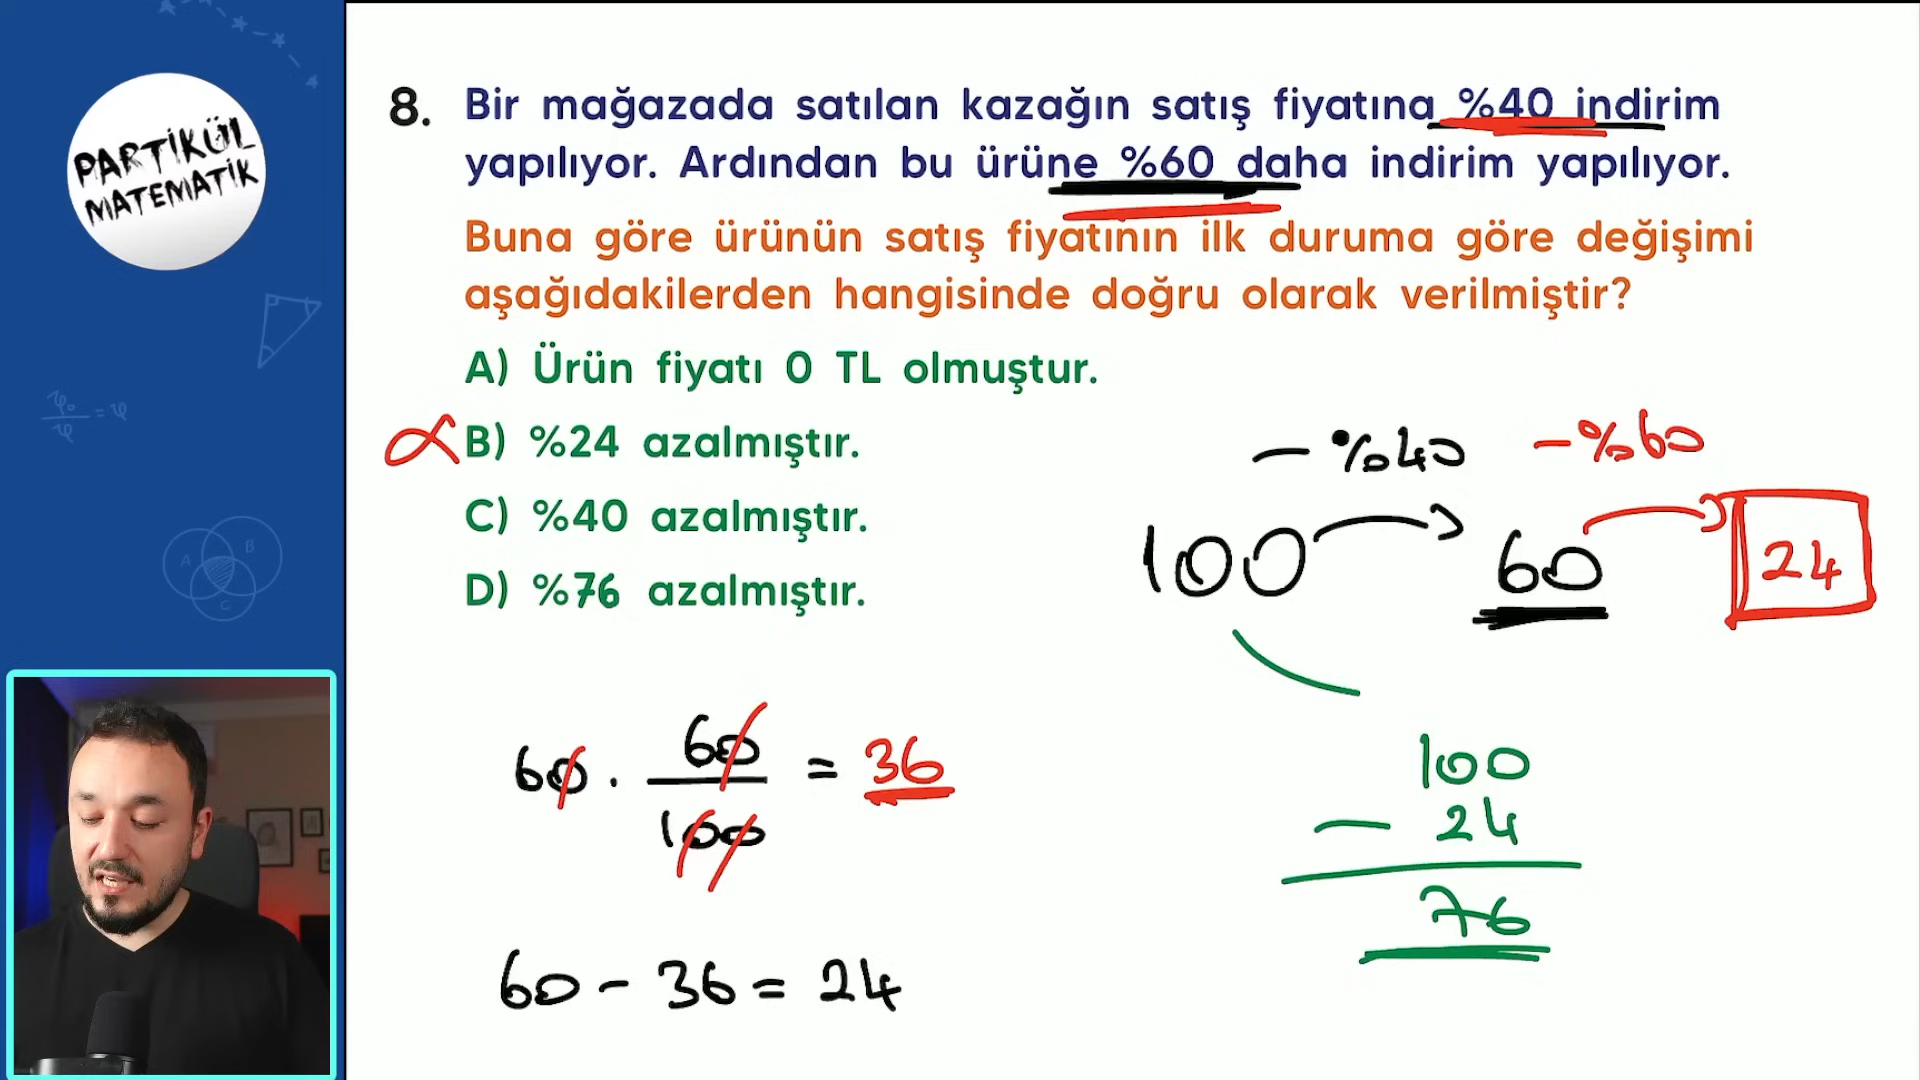 PARTİKÜL
MATEMATİK
8. Bir mağazada satılan kazağın satış fiyatına %40 indirim
yapılıyor. Ardından bu ürüne %60 daha indirim yapılıyor.
Buna göre ürünün satış fiyatının ilk duruma göre değişimi
aşağıdakilerden hangisinde doğru olarak verilmiştir?
A) Ürün fiyatı 0 TL olmuştur.
B) %24 azalmıştır.
C) %40 azalmıştır.
D) %76 azalmıştır.
- %40 -%60
100 60 24
60 . 60/100 = 36
60 - 36 = 24
100
- 24
76
A B
C